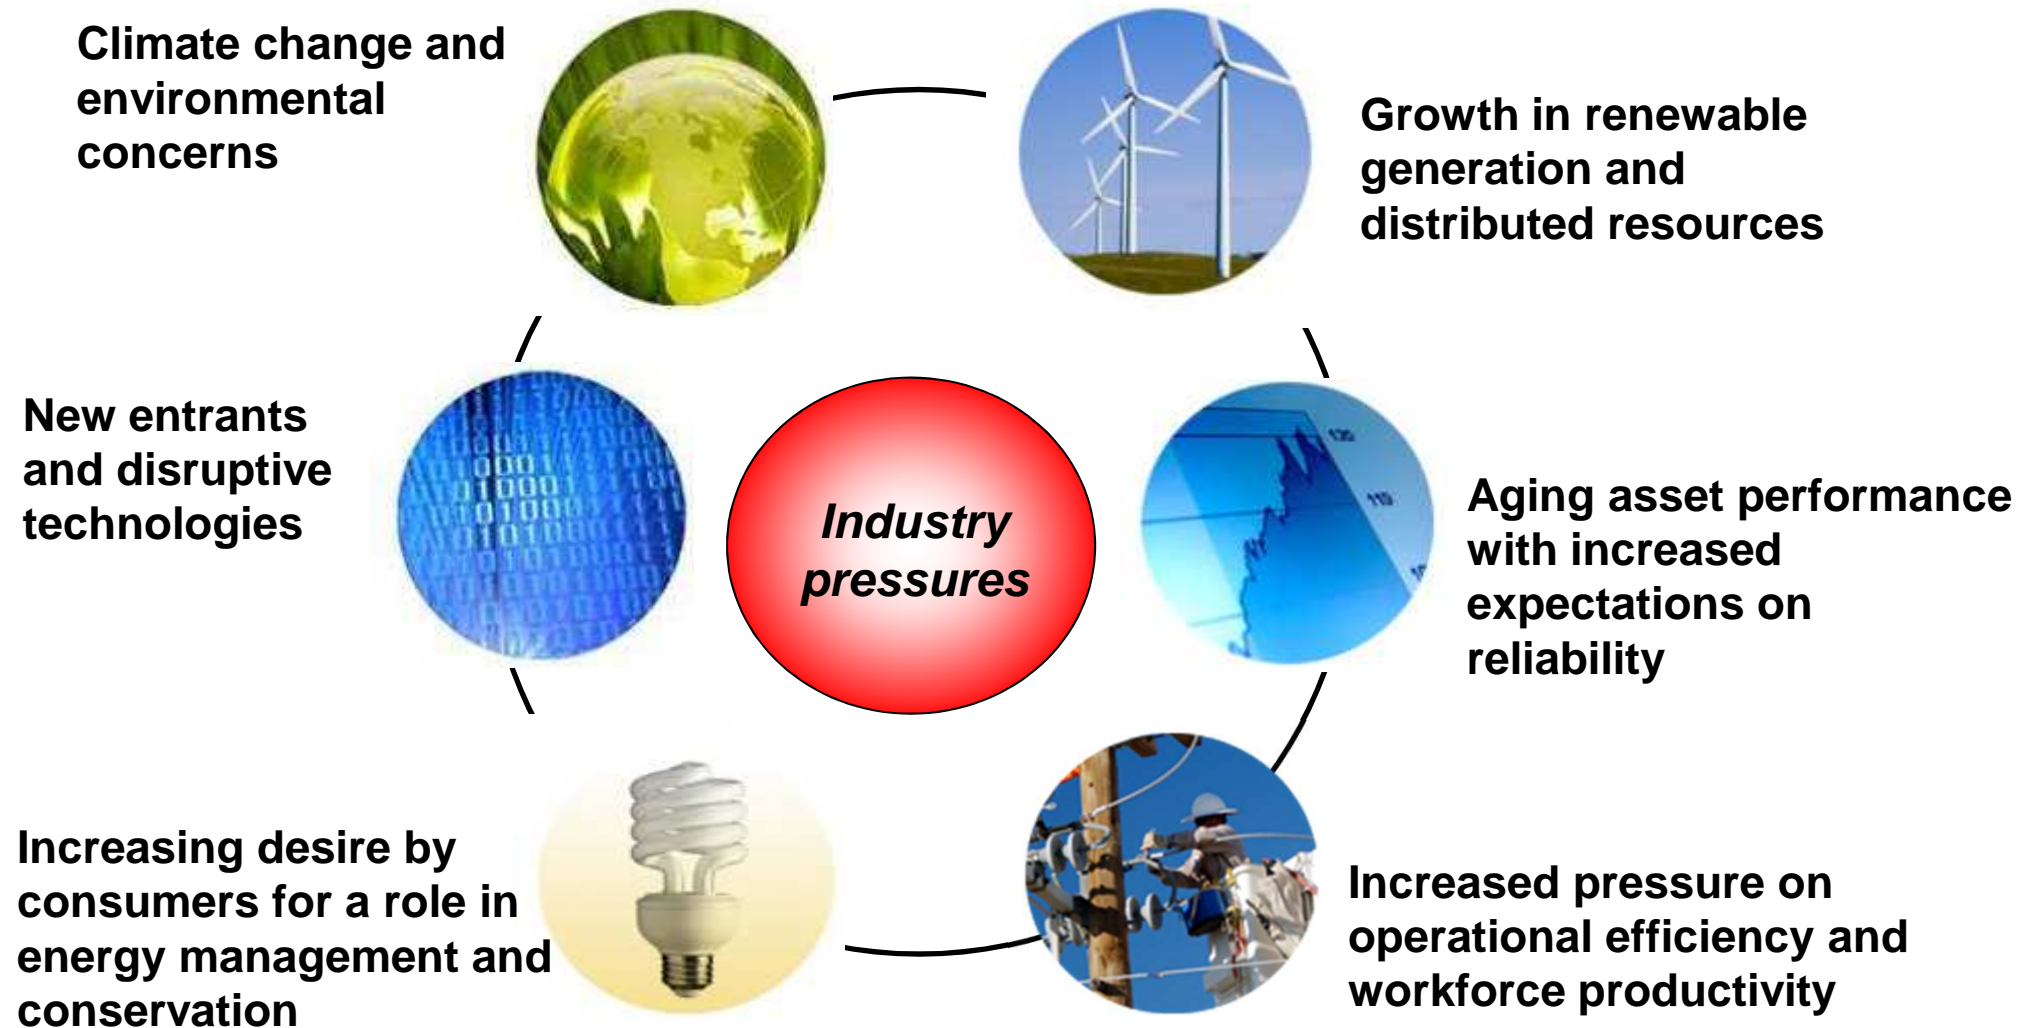 Climate change and
environmental
concerns
Growth in renewable
generation and
distributed resources
New entrants
and disruptive
technologies
Industry
pressures
120
110
Aging asset performance
with increased
expectations on
reliability
Increasing desire by
consumers for a role in
energy management and
conservation
Increased pressure on
operational efficiency and
workforce productivity